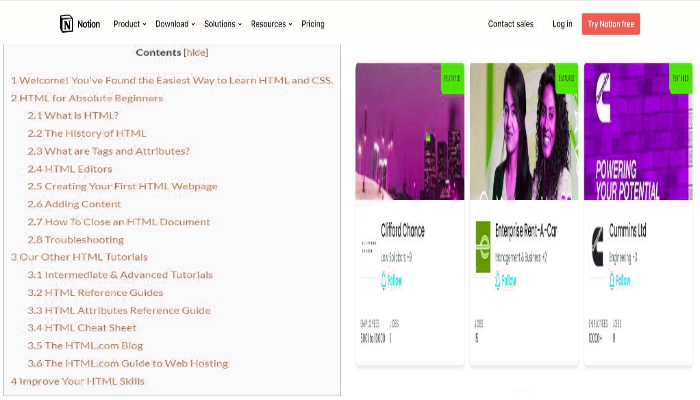 Notion
Product
Download
Solutions
Resources
Pricing
Contact sales
Log in
Try Notion free
Contents [hide]
1 Welcome! You've Found the Easiest Way to Learn HTML and CSS.
2 HTML for Absolute Beginners
2.1 What is HTML?
2.2 The History of HTML
2.3 What are Tags and Attributes?
2.4 HTML Editors
2.5 Creating Your First HTML Webpage
2.6 Adding Content
2.7 How To Close an HTML Document
2.8 Troubleshooting
3 Our Other HTML Tutorials
3.1 Intermediate & Advanced Tutorials
3.2 HTML Reference Guides
3.3 HTML Attributes Reference Guide
3.4 HTML Cheat Sheet
3.5 The HTML.com Blog
3.6 The HTML.com Guide to Web Hosting
4 Improve Your HTML Skills
FEATURED
Clifford Chance
Law Solicitors +9
Follow
EMPLOYEES JOBS
5001 to 10000 1
FEATURED
Enterprise Rent-A-Car
Management & Business +2
Follow
JOBS
15
FEATURED
POWERING
YOUR POTENTIAL
Cummins Ltd
Engineering +3
Follow
EMPLOYEES JOBS
10000+ 9